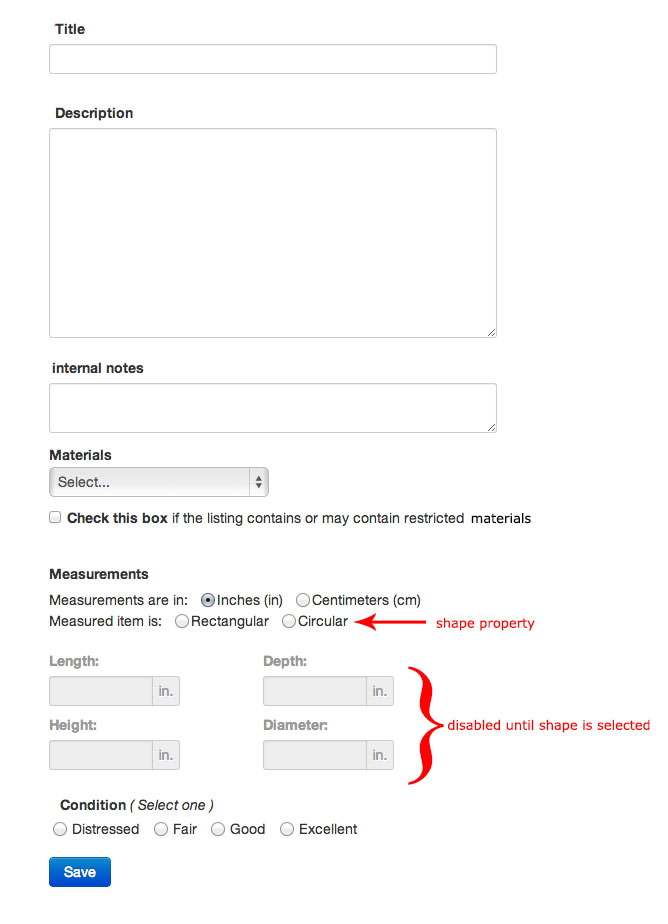 Title
Description
internal notes
Materials
Select...
Check this box if the listing contains or may contain restricted materials
Measurements
Measurements are in: Inches (in) Centimeters (cm)
Measured item is: Rectangular Circular shape property
Length: Depth:
in. in.
Height: Diameter: disabled until shape is selected
in. in.
Condition ( Select one )
Distressed Fair Good Excellent
Save